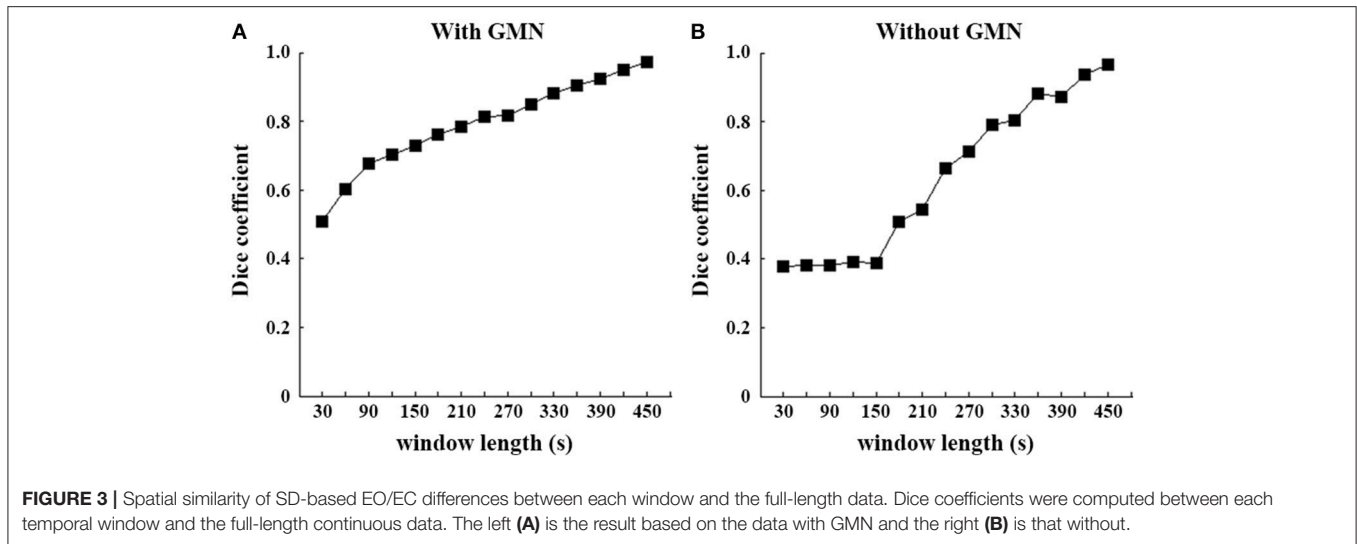 A
With GMN
1.0
0.8
0.6
0.4
0.2
0
Dice coefficient
30 90 150 210 270 330 390 450
window length (s)
B
Without GMN
1.0
0.8
0.6
0.4
0.2
0
Dice coefficient
30 90 150 210 270 330 390 450
window length (s)
FIGURE 3 | Spatial similarity of SD-based EO/EC differences between each window and the full-length data. Dice coefficients were computed between each
temporal window and the full-length continuous data. The left (A) is the result based on the data with GMN and the right (B) is that without.